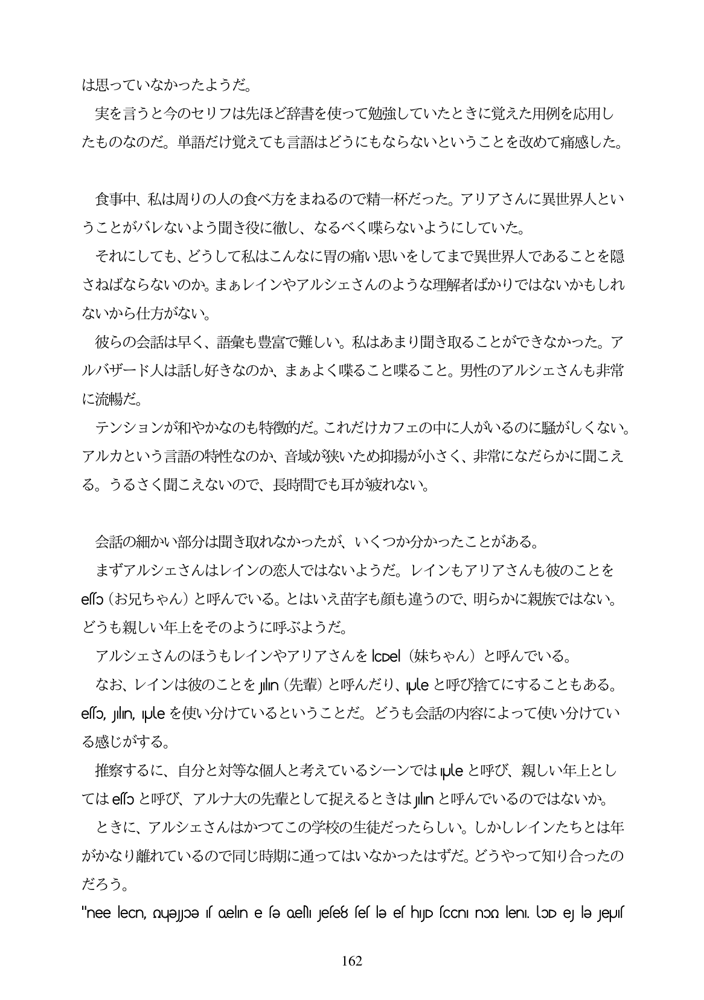 は思っていなかったようだ。
実を言うと今のセリフは先ほど辞書を使って勉強していたときに覚えた用例を応用し
たものなのだ。単語だけ覚えても言語はどうにもならないということを改めて痛感した。
食事中、私は周りの人の食べ方をまねるので精一杯だった。アリアさんに異世界人とい
うことがバレないよう聞き役に徹し、なるべく喋らないようにしていた。
それにしても、どうして私はこんなに胃の痛い思いをしてまで異世界人であることを隠
さねばならないのか。まぁレインやアルシェさんのような理解者ばかりではないかもしれ
ないから仕方がない。
彼らの会話は早く、語彙も豊富で難しい。私はあまり聞き取ることができなかった。ア
ルバザード人は話し好きなのか、まぁよく喋ること喋ること。男性のアルシェさんも非常
に流暢だ。
テンションが和やかなのも特徴的だ。これだけカフェの中に人がいるのに騒がしくない。
アルカという言語の特性なのか、音域が狭いため抑揚が小さく、非常になだらかに聞こえ
る。うるさく聞こえないので、長時間でも耳が疲れない。
会話の細かい部分は聞き取れなかったが、いくつか分かったことがある。
まずアルシェさんはレインの恋人ではないようだ。レインもアリアさんも彼のことを
（お兄ちゃん）と呼んでいる。とはいえ苗字も顔も違うので、明らかに親族ではない。
どうも親しい年上をそのように呼ぶようだ。
アルシェさんのほうもレインやアリアさんを（妹ちゃん）と呼んでいる。
なお、レインは彼のことを（先輩）と呼んだり、と呼び捨てにすることもある。
を使い分けているということだ。どうも会話の内容によって使い分けてい
る感じがする。
推察するに、自分と対等な個人と考えているシーンではと呼び、親しい年上とし
てはと呼び、アルナ大の先輩として捉えるときはと呼んでいるのではないか。
ときに、アルシェさんはかつてこの学校の生徒だったらしい。しかしレインたちとは年
がかなり離れているので同じ時期に通ってはいなかったはずだ。どうやって知り合ったの
だろう。
162